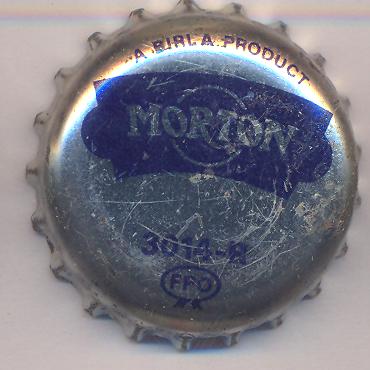 A BIRLA PRODUCT
MORTON
3014-B
FPO